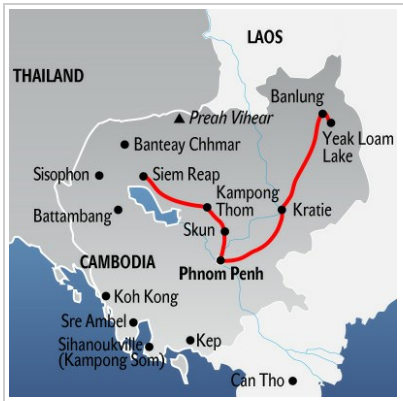 LAOS
THAILAND
Banlung
Preah Vihear
Yeak Loam
Lake
Banteay Chhmar
Sisophon
Siem Reap
Kampong
Thom
Kratie
Battambang
Skun
CAMBODIA
Phnom Penh
Koh Kong
Sre Ambel
Kep
Sihanoukville
(Kampong Som)
Can Tho